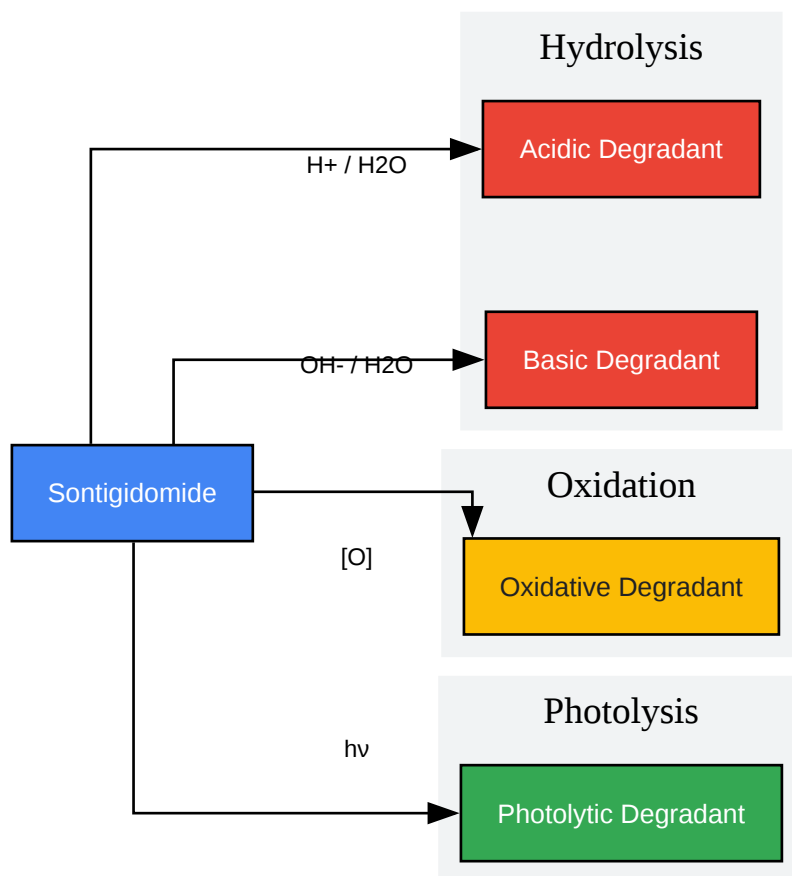 Hydrolysis
Acidic Degradant
H+ / H2O
Basic Degradant
OH- / H2O
Sontigidomide
Oxidation
[O]
Oxidative Degradant
Photolysis
hν
Photolytic Degradant